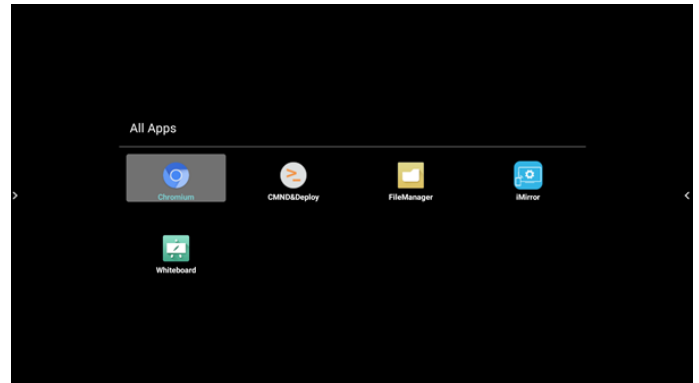 All Apps
Chromium
CMND&Deploy
FileManager
iMirror
Whiteboard